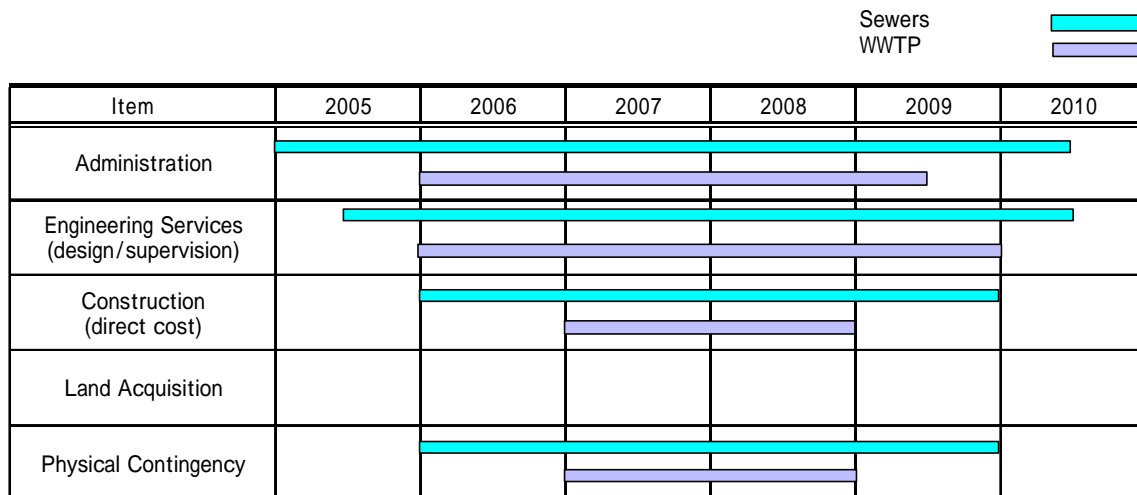 Sewers
WWTP
Item 2005 2006 2007 2008 2009 2010
Administration
Engineering Services
(design/supervision)
Construction
(direct cost)
Land Acquisition
Physical Contingency